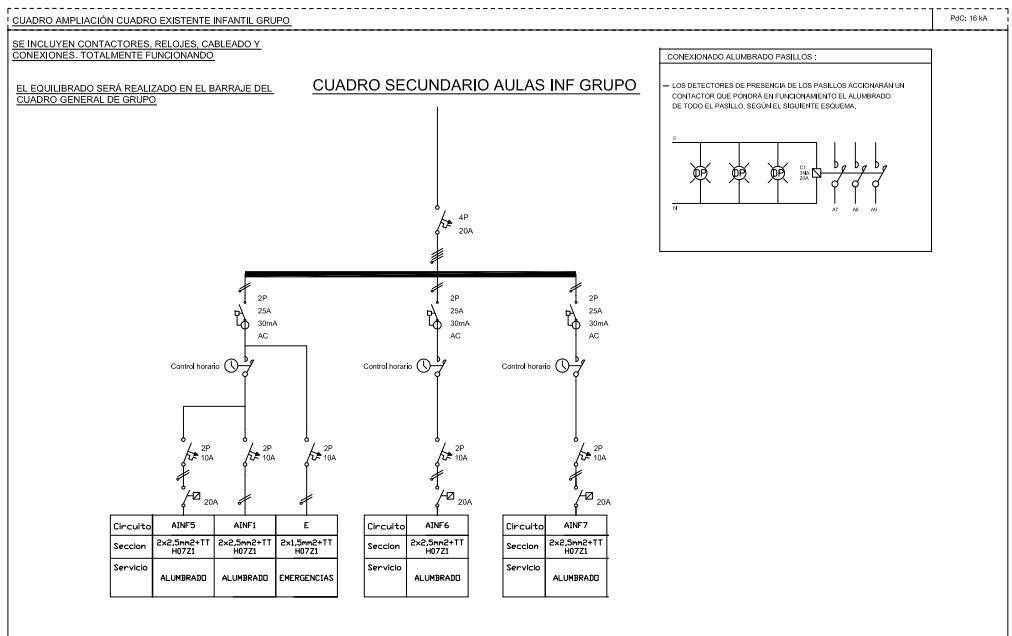 CUADRO AMPLIACIÓN CUADRO EXISTENTE INFANTIL GRUPO
PdC: 16 kA
SE INCLUYEN CONTACTORES, RELOJES, CABLEADO Y
CONEXIONES. TOTALMENTE FUNCIONANDO
EL EQUILIBRADO SERÁ REALIZADO EN EL BARRAJE DEL
CUADRO GENERAL DE GRUPO
CUADRO SECUNDARIO AULAS INF GRUPO
CONEXIONADO ALUMBRADO PASILLOS :
— LOS DETECTORES DE PRESENCIA DE LOS PASILLOS ACCIONARÁN UN
CONTACTOR QUE PONDRÁ EN FUNCIONAMIENTO EL ALUMBRADO
DE TODO EL PASILLO, SEGÚN EL SIGUIENTE ESQUEMA.
F
DP DP DP
C1
3NA
20A
N
A7 A8 A9
4P
20A
2P
25A
30mA
AC
2P
25A
30mA
AC
2P
25A
30mA
AC
Control horario
Control horario
Control horario
2P
10A
2P
10A
2P
10A
2P
10A
2P
10A
20A
20A
20A
Circuito AINF5 AINF1 E
Seccion 2x2,5mm2+TT H07Z1 2x2,5mm2+TT H07Z1 2x1,5mm2+TT H07Z1
Servicio ALUMBRADO ALUMBRADO EMERGENCIAS
Circuito AINF6
Seccion 2x2,5mm2+TT H07Z1
Servicio ALUMBRADO
Circuito AINF7
Seccion 2x2,5mm2+TT H07Z1
Servicio ALUMBRADO